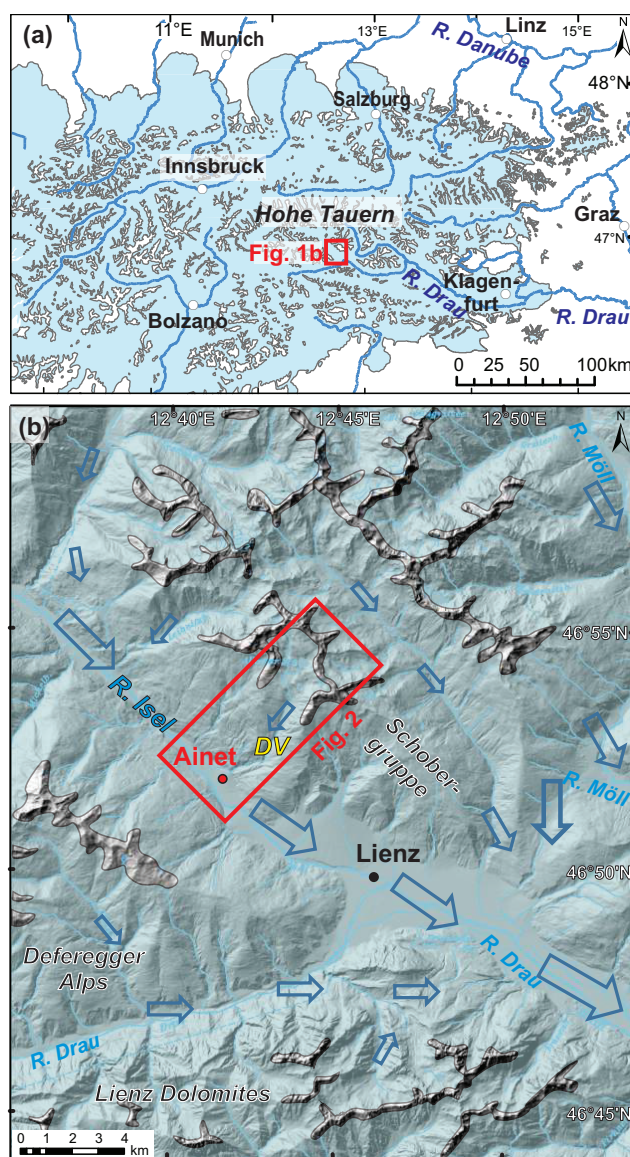 (a)
11°E
13°E
15°E
Munich
Linz
N
R. Danube
48°N
Salzburg
Innsbruck
Hohe Tauern
Graz
47°N
Fig. 1b
R. Drau
Klagen-
furt
Bolzano
R. Drau
0 25 50 100km
(b)
12°40'E
12°45'E
12°50'E
N
R. Möll
46°55'N
R. Isel
DV
Fig. 2
Ainet
Schober-
gruppe
R. Möll
Lienz
46°50'N
Deferegger
Alps
R. Drau
R. Drau
Lienz Dolomites
46°45'N
0 1 2 3 4
km